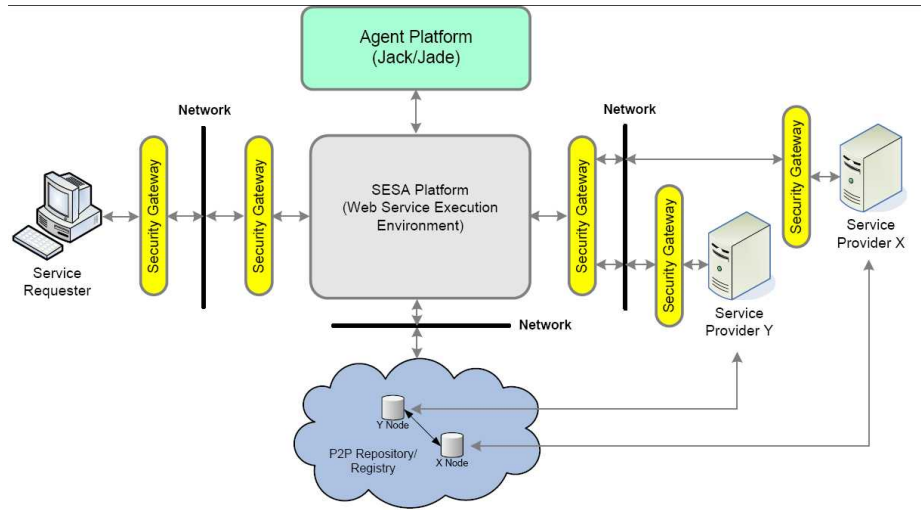 Agent Platform
(Jack/Jade)
Network
Network
Security Gateway
Security Gateway
SESA Platform
(Web Service Execution
Environment)
Security Gateway
Security Gateway
Security Gateway
Service
Requester
Service
Provider X
Service
Provider Y
Network
Y Node
P2P Repository/
Registry
X Node